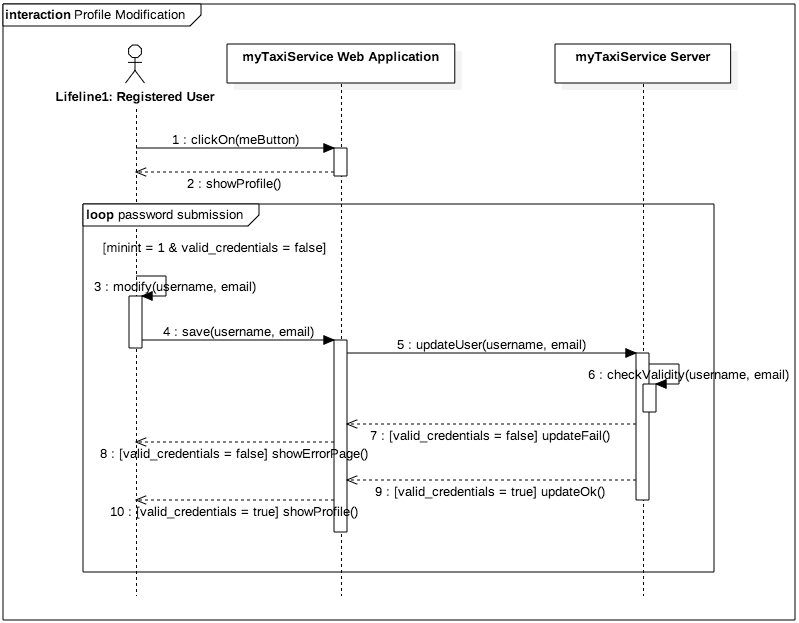 interaction Profile Modification
myTaxiService Web Application
myTaxiService Server
Lifeline1: Registered User
1 : clickOn(meButton)
2 : showProfile()
loop password submission
[minint = 1 & valid_credentials = false]
3 : modify(username, email)
4 : save(username, email)
5 : updateUser(username, email)
6 : checkValidity(username, email)
7 : [valid_credentials = false] updateFail()
8 : [valid_credentials = false] showErrorPage()
9 : [valid_credentials = true] updateOk()
10 : [valid_credentials = true] showProfile()